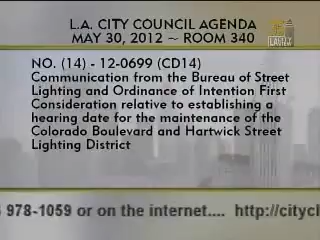 L.A. CITY COUNCIL AGENDA
MAY 30, 2012 ~ ROOM 340
NO. (14) - 12-0699 (CD14)
Communication from the Bureau of Street
Lighting and Ordinance of Intention First
Consideration relative to establishing a
hearing date for the maintenance of the
Colorado Boulevard and Hartwick Street
Lighting District
978-1059 or on the internet.... http://citycl